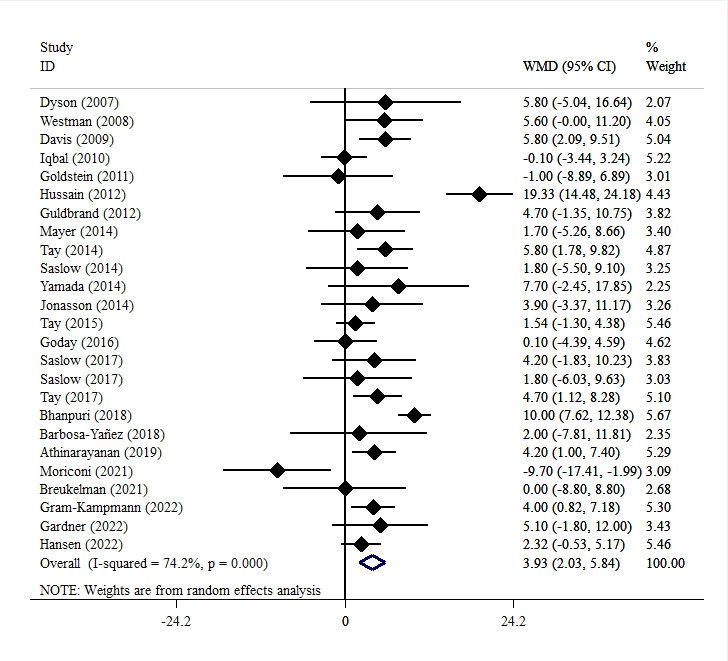 Study %
ID WMD (95% CI) Weight
Dyson (2007) 5.80 (-5.04, 16.64) 2.07
Westman (2008) 5.60 (-0.00, 11.20) 4.05
Davis (2009) 5.80 (2.09, 9.51) 5.04
Iqbal (2010) -0.10 (-3.44, 3.24) 5.22
Goldstein (2011) -1.00 (-8.89, 6.89) 3.01
Hussain (2012) 19.33 (14.48, 24.18) 4.43
Guldbrand (2012) 4.70 (-1.35, 10.75) 3.82
Mayer (2014) 1.70 (-5.26, 8.66) 3.40
Tay (2014) 5.80 (1.78, 9.82) 4.87
Saslow (2014) 1.80 (-5.50, 9.10) 3.25
Yamada (2014) 7.70 (-2.45, 17.85) 2.25
Jonasson (2014) 3.90 (-3.37, 11.17) 3.26
Tay (2015) 1.54 (-1.30, 4.38) 5.46
Goday (2016) 0.10 (-4.39, 4.59) 4.62
Saslow (2017) 4.20 (-1.83, 10.23) 3.83
Saslow (2017) 1.80 (-6.03, 9.63) 3.03
Tay (2017) 4.70 (1.12, 8.28) 5.10
Bhanpuri (2018) 10.00 (7.62, 12.38) 5.67
Barbosa-Yañez (2018) 2.00 (-7.81, 11.81) 2.35
Athinarayanan (2019) 4.20 (1.00, 7.40) 5.29
Moriconi (2021) -9.70 (-17.41, -1.99) 3.09
Breukelman (2021) 0.00 (-8.80, 8.80) 2.68
Gram-Kampmann (2022) 4.00 (0.82, 7.18) 5.30
Gardner (2022) 5.10 (-1.80, 12.00) 3.43
Hansen (2022) 2.32 (-0.53, 5.17) 5.46
Overall (I-squared = 74.2%, p = 0.000) 3.93 (2.03, 5.84) 100.00
NOTE: Weights are from random effects analysis
-24.2 0 24.2